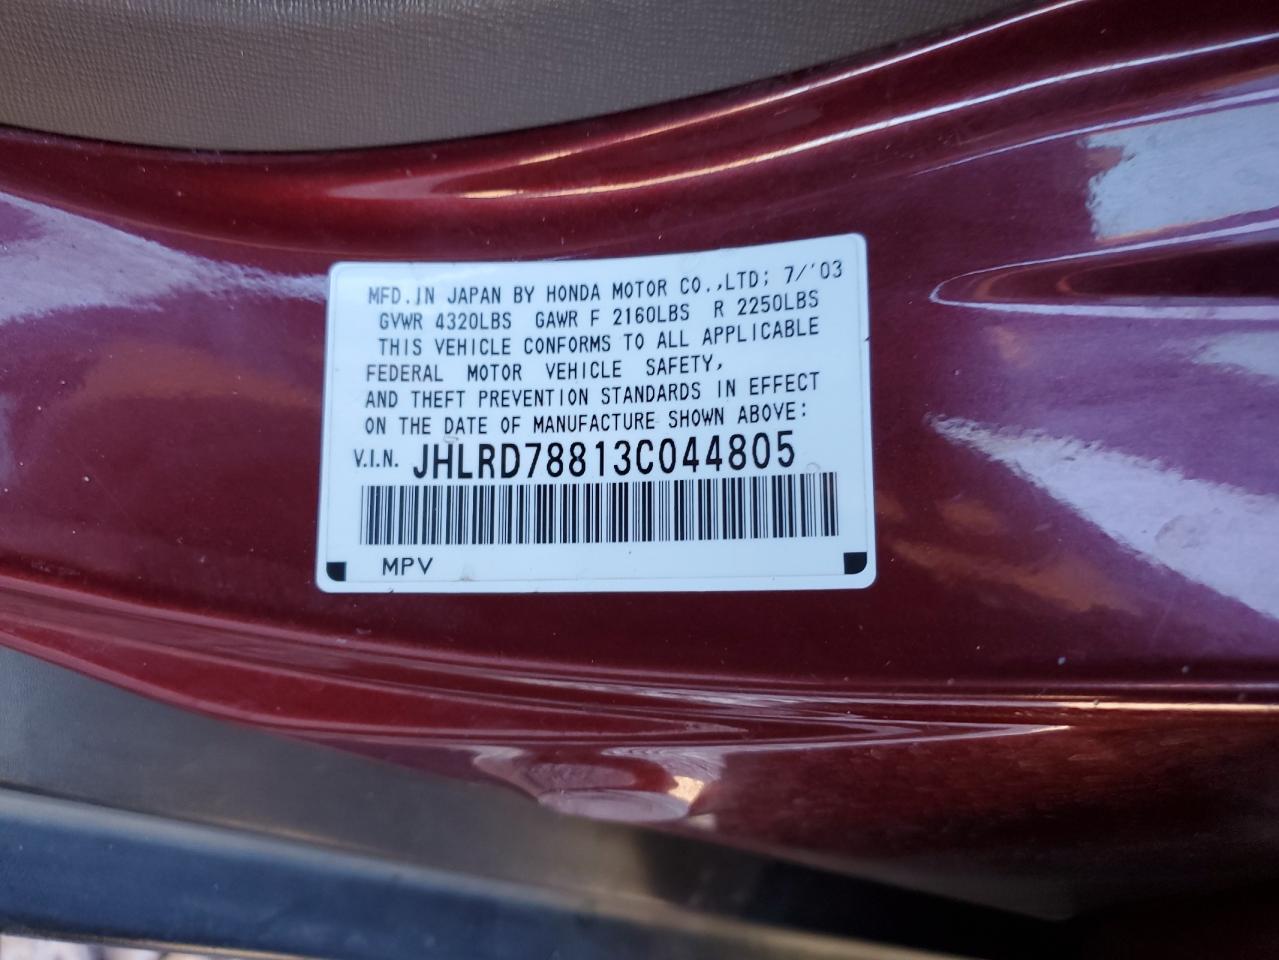 MFD. IN JAPAN BY HONDA MOTOR CO.,LTD; 7/'03
GVWR 4320LBS GAWR F 2160LBS R 2250LBS
THIS VEHICLE CONFORMS TO ALL APPLICABLE
FEDERAL MOTOR VEHICLE SAFETY,
AND THEFT PREVENTION STANDARDS IN EFFECT
ON THE DATE OF MANUFACTURE SHOWN ABOVE:
V.I.N. JHLRD78813C044805
MPV